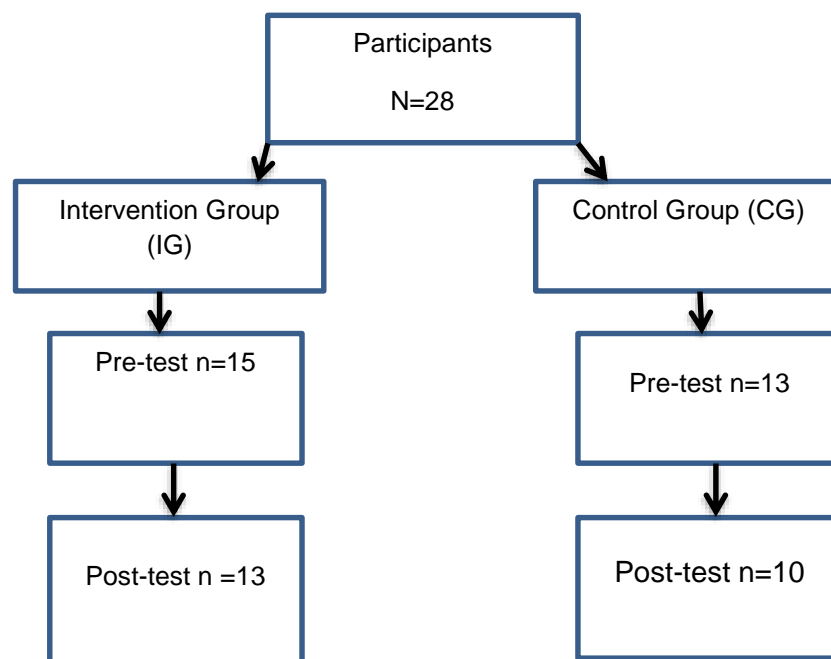 Participants
N=28
Intervention Group
(IG)
Control Group (CG)
Pre-test n=15
Pre-test n=13
Post-test n =13
Post-test n=10